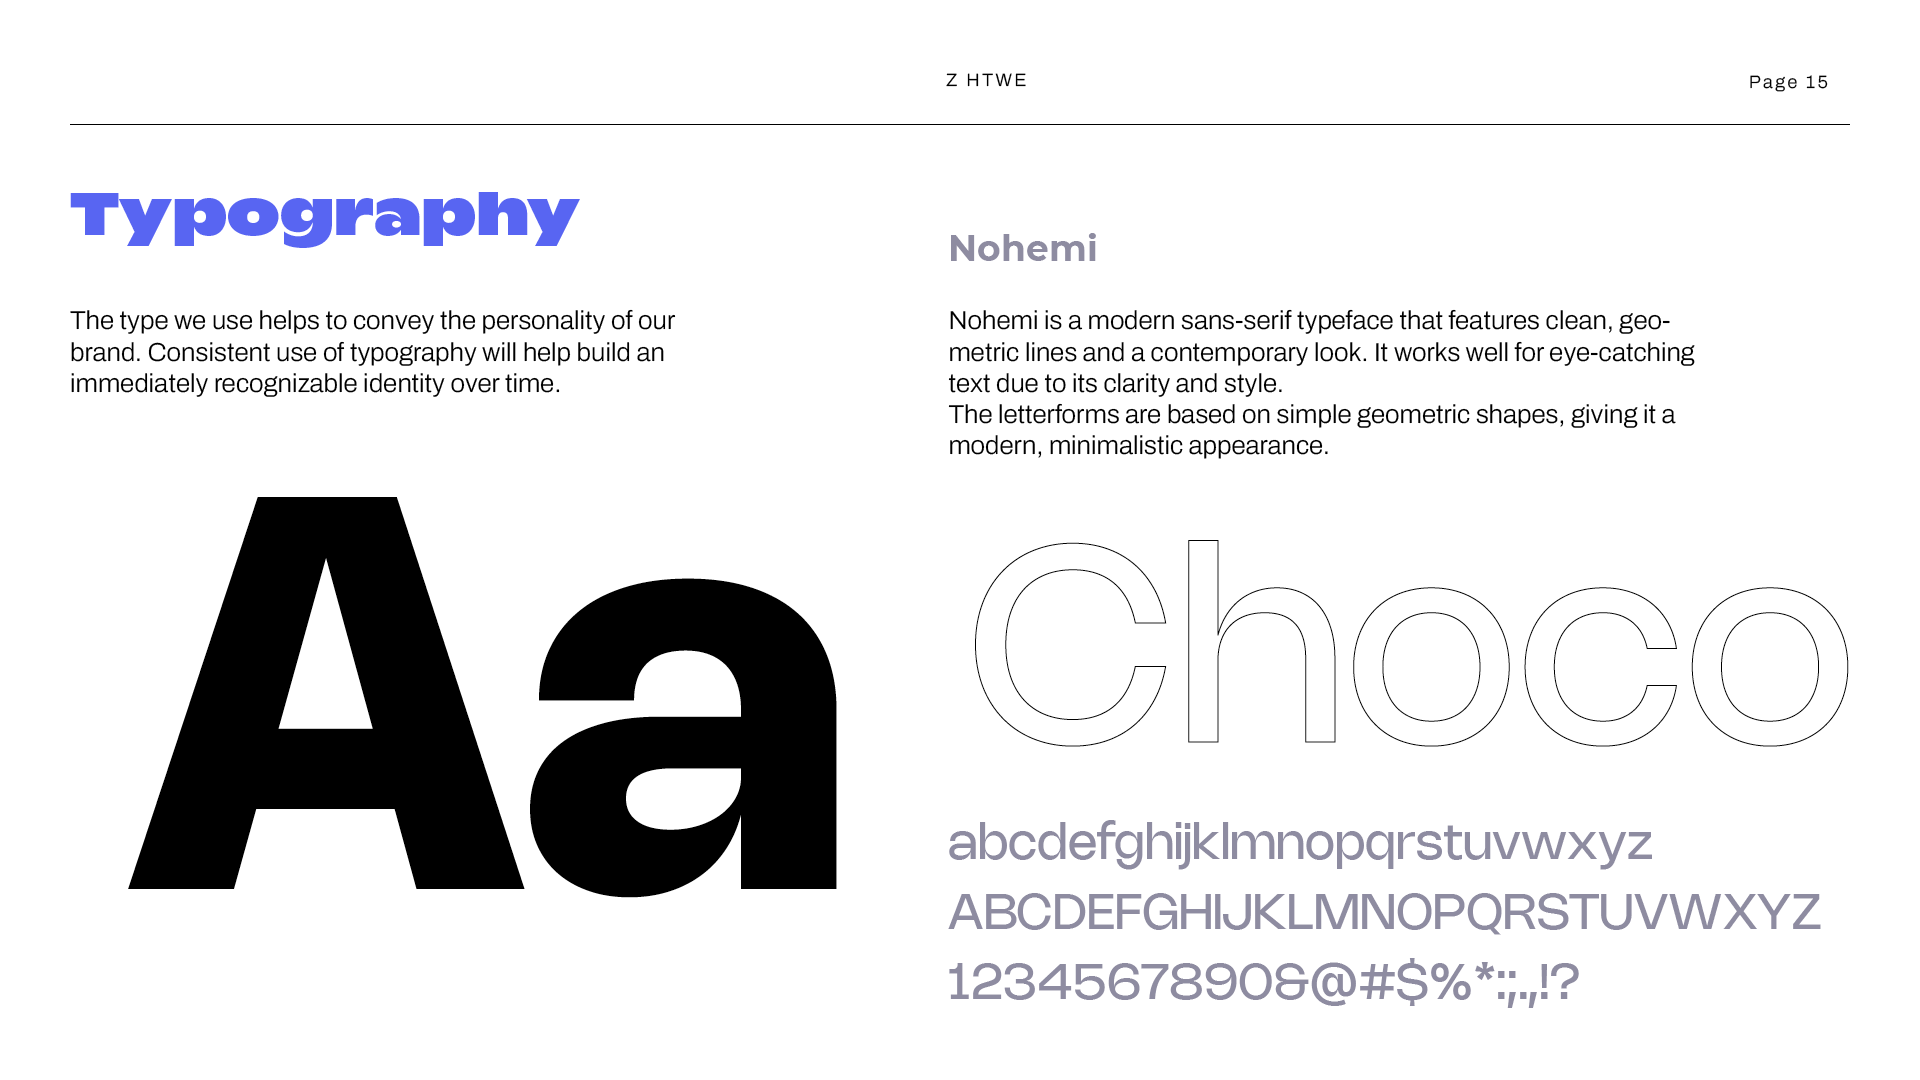 Z HTWE
Page 15
Typography
The type we use helps to convey the personality of our
brand. Consistent use of typography will help build an
immediately recognizable identity over time.
Aa
Nohemi
Nohemi is a modern sans-serif typeface that features clean, geo-
metric lines and a contemporary look. It works well for eye-catching
text due to its clarity and style.
The letterforms are based on simple geometric shapes, giving it a
modern, minimalistic appearance.
Choco
abcdefghijklmnopqrstuvwxyz
ABCDEFGHIJKLMNOPQRSTUVWXYZ
1234567890&@#$%*:;.,!?